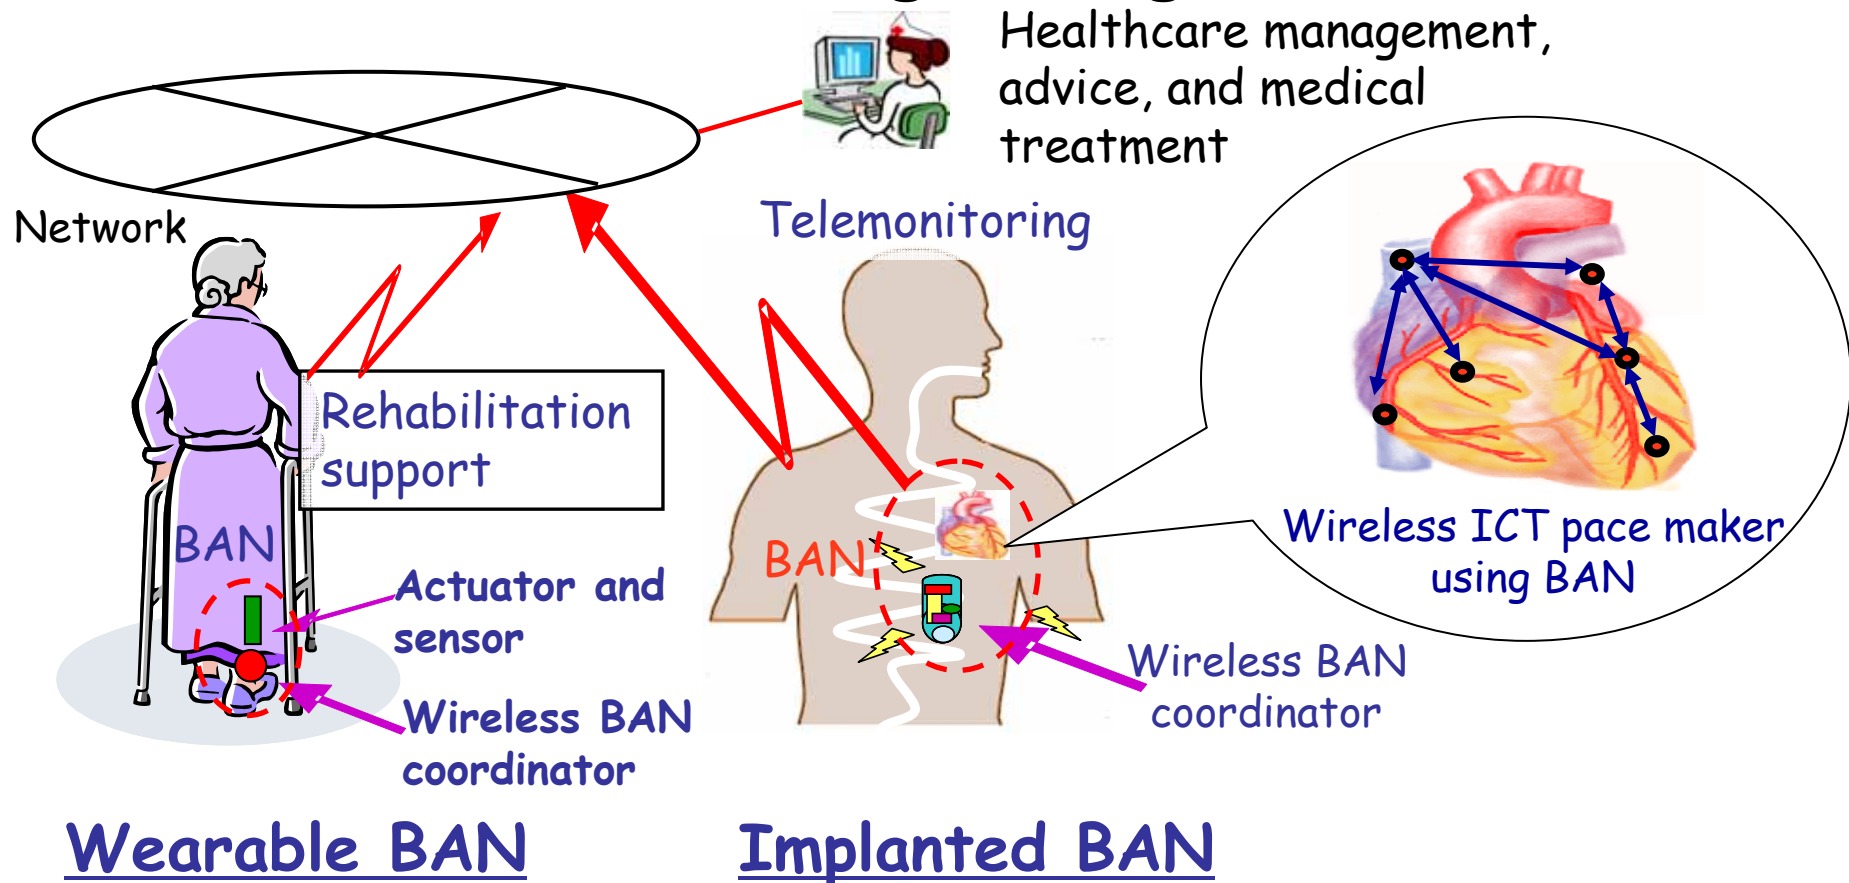 Healthcare management,
advice, and medical
treatment
Network
Telemonitoring
Rehabilitation
support
BAN
BAN
Actuator and
sensor
Wireless BAN
coordinator
Wireless ICT pace maker
using BAN
Wireless BAN
coordinator
Wearable BAN
Implanted BAN